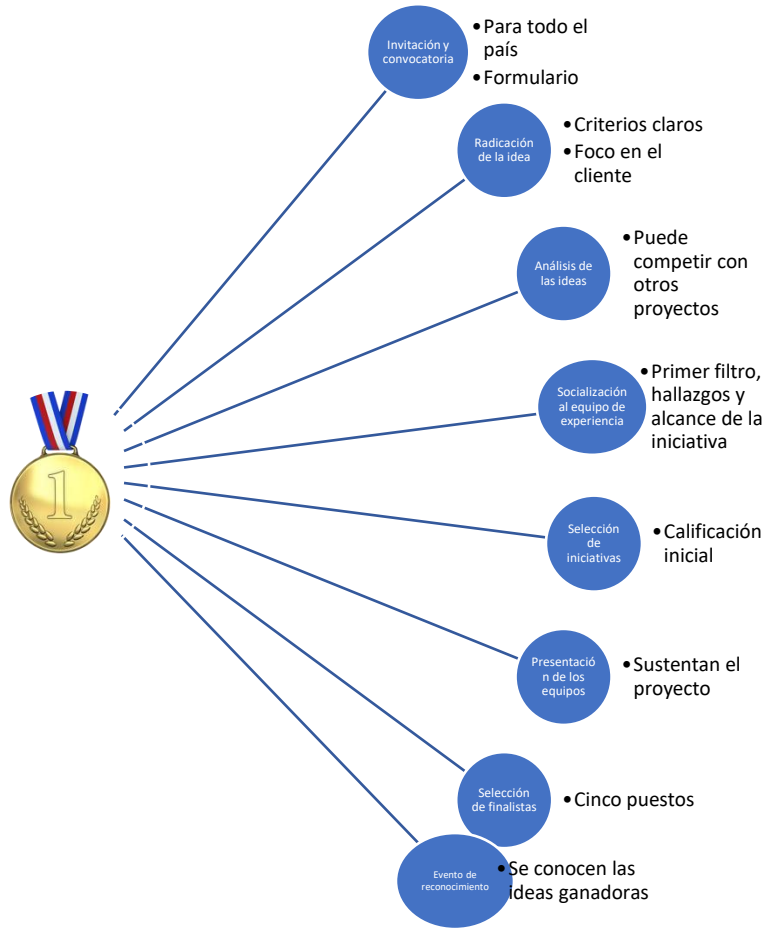 Invitación y
convocatoria
•Para todo el
país
•Formulario
Radicación
de la idea
•Criterios claros
•Foco en el
cliente
Análisis de
las ideas
•Puede
competir con
otros
proyectos
Socialización
al equipo de
experiencia
•Primer filtro,
hallazgos y
alcance de la
iniciativa
1
Selección
de
iniciativas
•Calificación
inicial
Presentació
n de los
equipos
•Sustentan el
proyecto
Selección
de finalistas
•Cinco puestos
Evento de
reconocimiento
•Se conocen las
ideas ganadoras